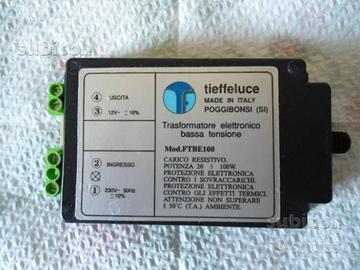 subito
tieffeluce
MADE IN ITALY
POGGIBONSI (SI)
4 USCITA
3 12V~ ±10%
Trasformatore elettronico
bassa tensione
Mod.FTBE100
CARICO RESISTIVO.
POTENZA 20 ÷ 100W.
PROTEZIONE ELETTRONICA
CONTRO I SOVRACCARICHI.
PROTEZIONE ELETTRONICA
CONTRO GLI EFFETTI TERMICI.
ATTENZIONE NON SUPERARE
I 50°C (T.A.) AMBIENTE.
2 INGRESSO
1 230V~ 50Hz
±10%
subito